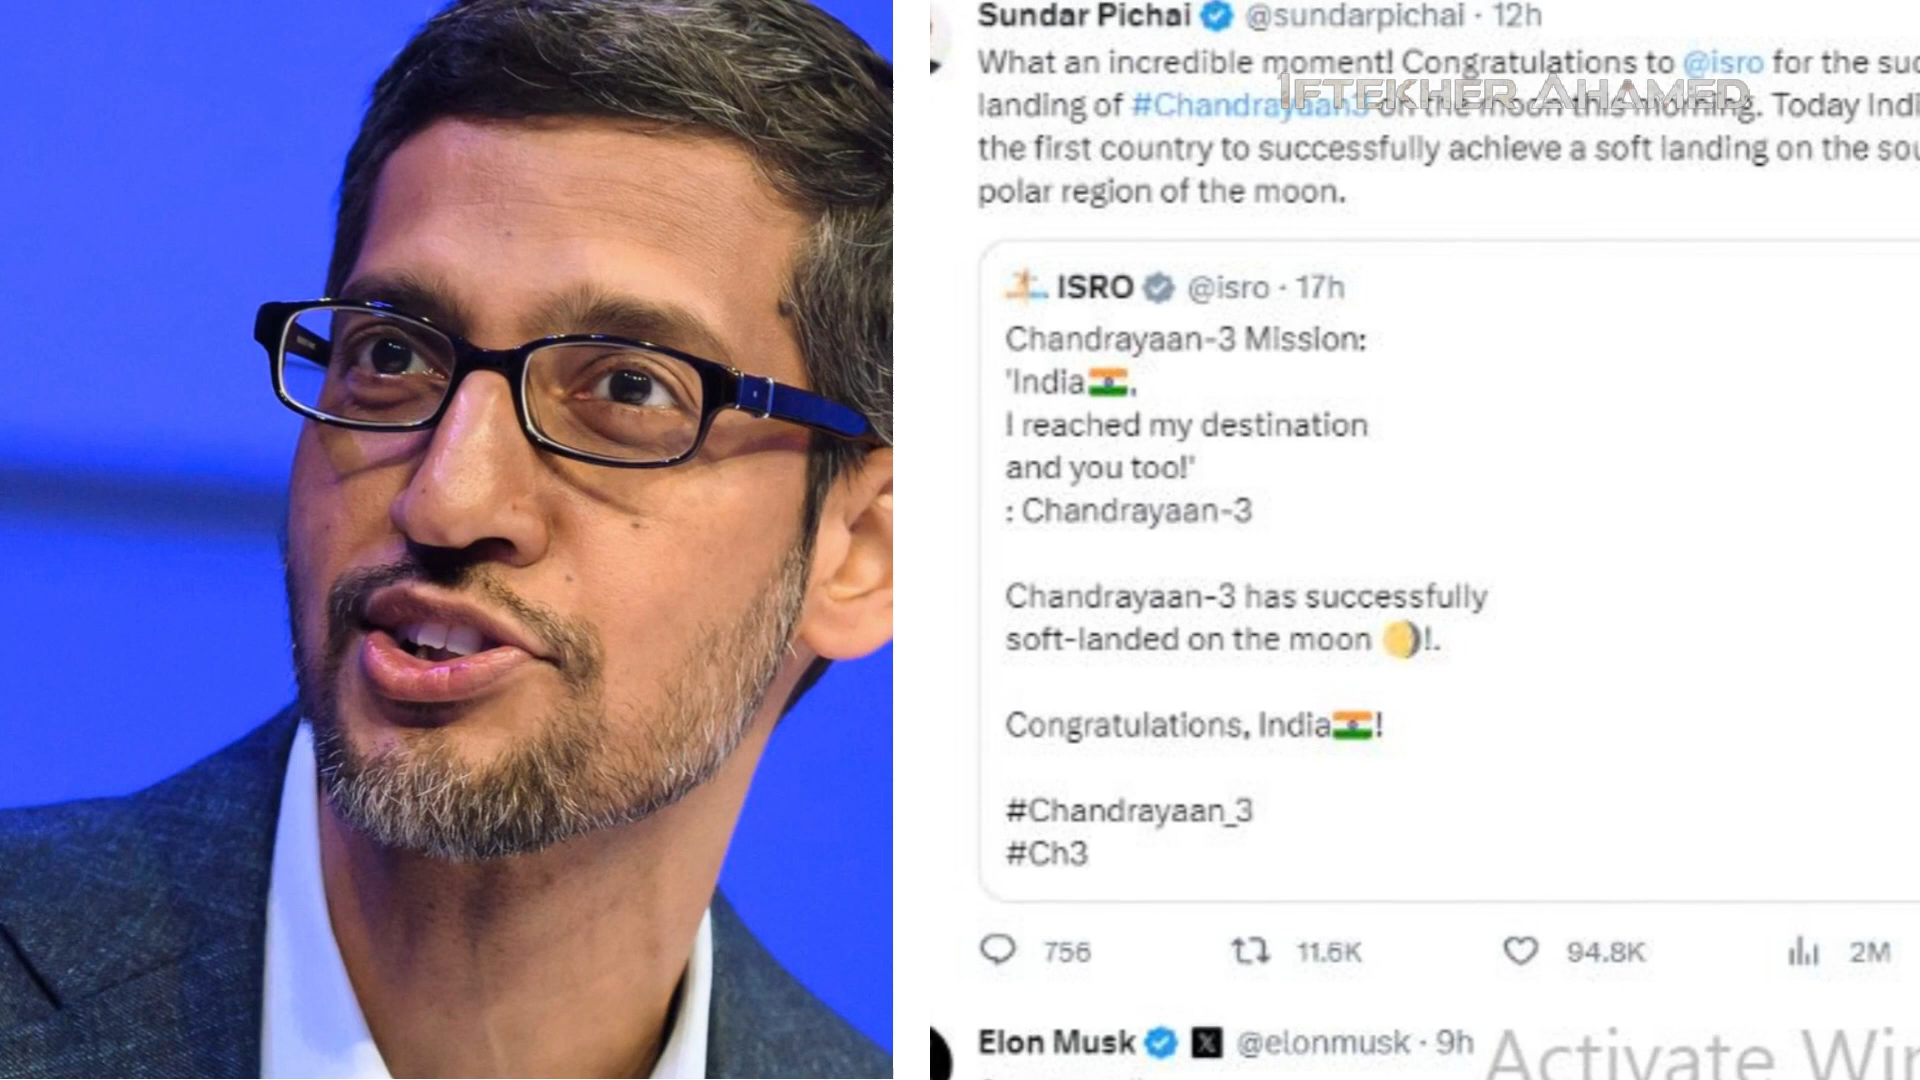 Sundar Pichai @sundarpichai · 12h
What an incredible moment! Congratulations to @isro for the suc
IFTEKHER AHAMED
landing of #Chandrayaan3 on the moon this morning. Today Indi
the first country to successfully achieve a soft landing on the sou
polar region of the moon.
ISRO @isro · 17h
Chandrayaan-3 Mission:
'India🇮🇳,
I reached my destination
and you too!'
: Chandrayaan-3
Chandrayaan-3 has successfully
soft-landed on the moon 🌖!.
Congratulations, India🇮🇳!
#Chandrayaan_3
#Ch3
756 11.6K 94.8K 2M
Elon Musk @elonmusk · 9h
Activate Win